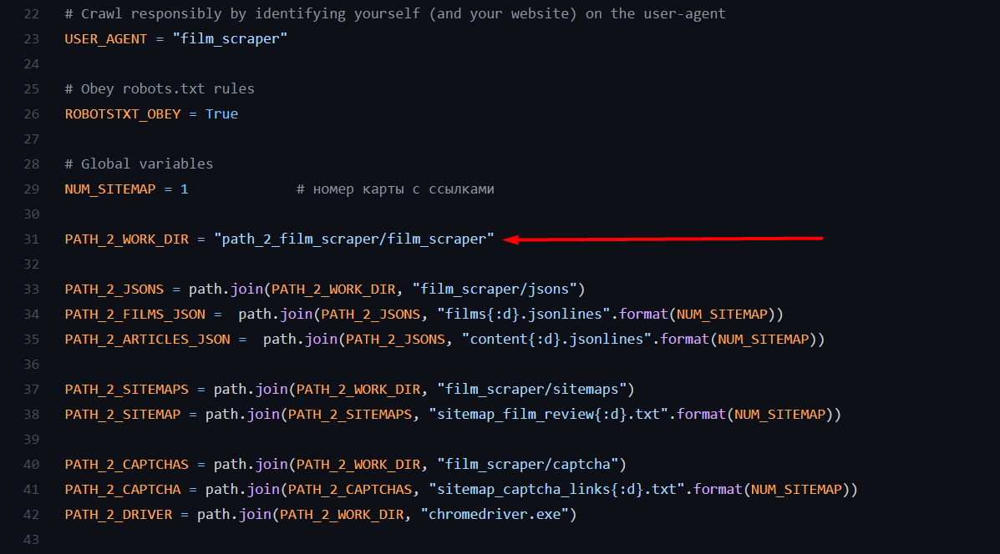 22 # Crawl responsibly by identifying yourself (and your website) on the user-agent
23 USER_AGENT = "film_scraper"
24
25 # Obey robots.txt rules
26 ROBOTSTXT_OBEY = True
27
28 # Global variables
29 NUM_SITEMAP = 1 # номер карты с ссылками
30
31 PATH_2_WORK_DIR = "path_2_film_scraper/film_scraper"
32
33 PATH_2_JSONS = path.join(PATH_2_WORK_DIR, "film_scraper/jsons")
34 PATH_2_FILMS_JSON =  path.join(PATH_2_JSONS, "films{:d}.jsonlines".format(NUM_SITEMAP))
35 PATH_2_ARTICLES_JSON =  path.join(PATH_2_JSONS, "content{:d}.jsonlines".format(NUM_SITEMAP))
36
37 PATH_2_SITEMAPS = path.join(PATH_2_WORK_DIR, "film_scraper/sitemaps")
38 PATH_2_SITEMAP = path.join(PATH_2_SITEMAPS, "sitemap_film_review{:d}.txt".format(NUM_SITEMAP))
39
40 PATH_2_CAPTCHAS = path.join(PATH_2_WORK_DIR, "film_scraper/captcha")
41 PATH_2_CAPTCHA = path.join(PATH_2_CAPTCHAS, "sitemap_captcha_links{:d}.txt".format(NUM_SITEMAP))
42 PATH_2_DRIVER = path.join(PATH_2_WORK_DIR, "chromedriver.exe")
43